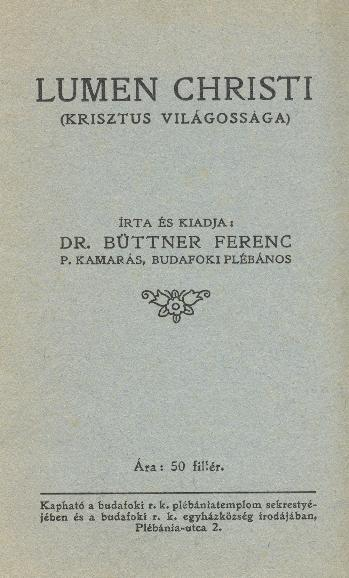 LUMEN CHRISTI
(KRISZTUS VILÁGOSSÁGA)
ÍRTA ÉS KIADJA:
DR. BÜTTNER FERENC
P. KAMARÁS, BUDAFOKI PLÉBÁNOS
Ára: 50 fillér.
Kapható a budafoki r. k. plébániatemplom sekrestyé-
jében és a budafoki r. k. egyházközség irodájában,
Plébánia-utca 2.